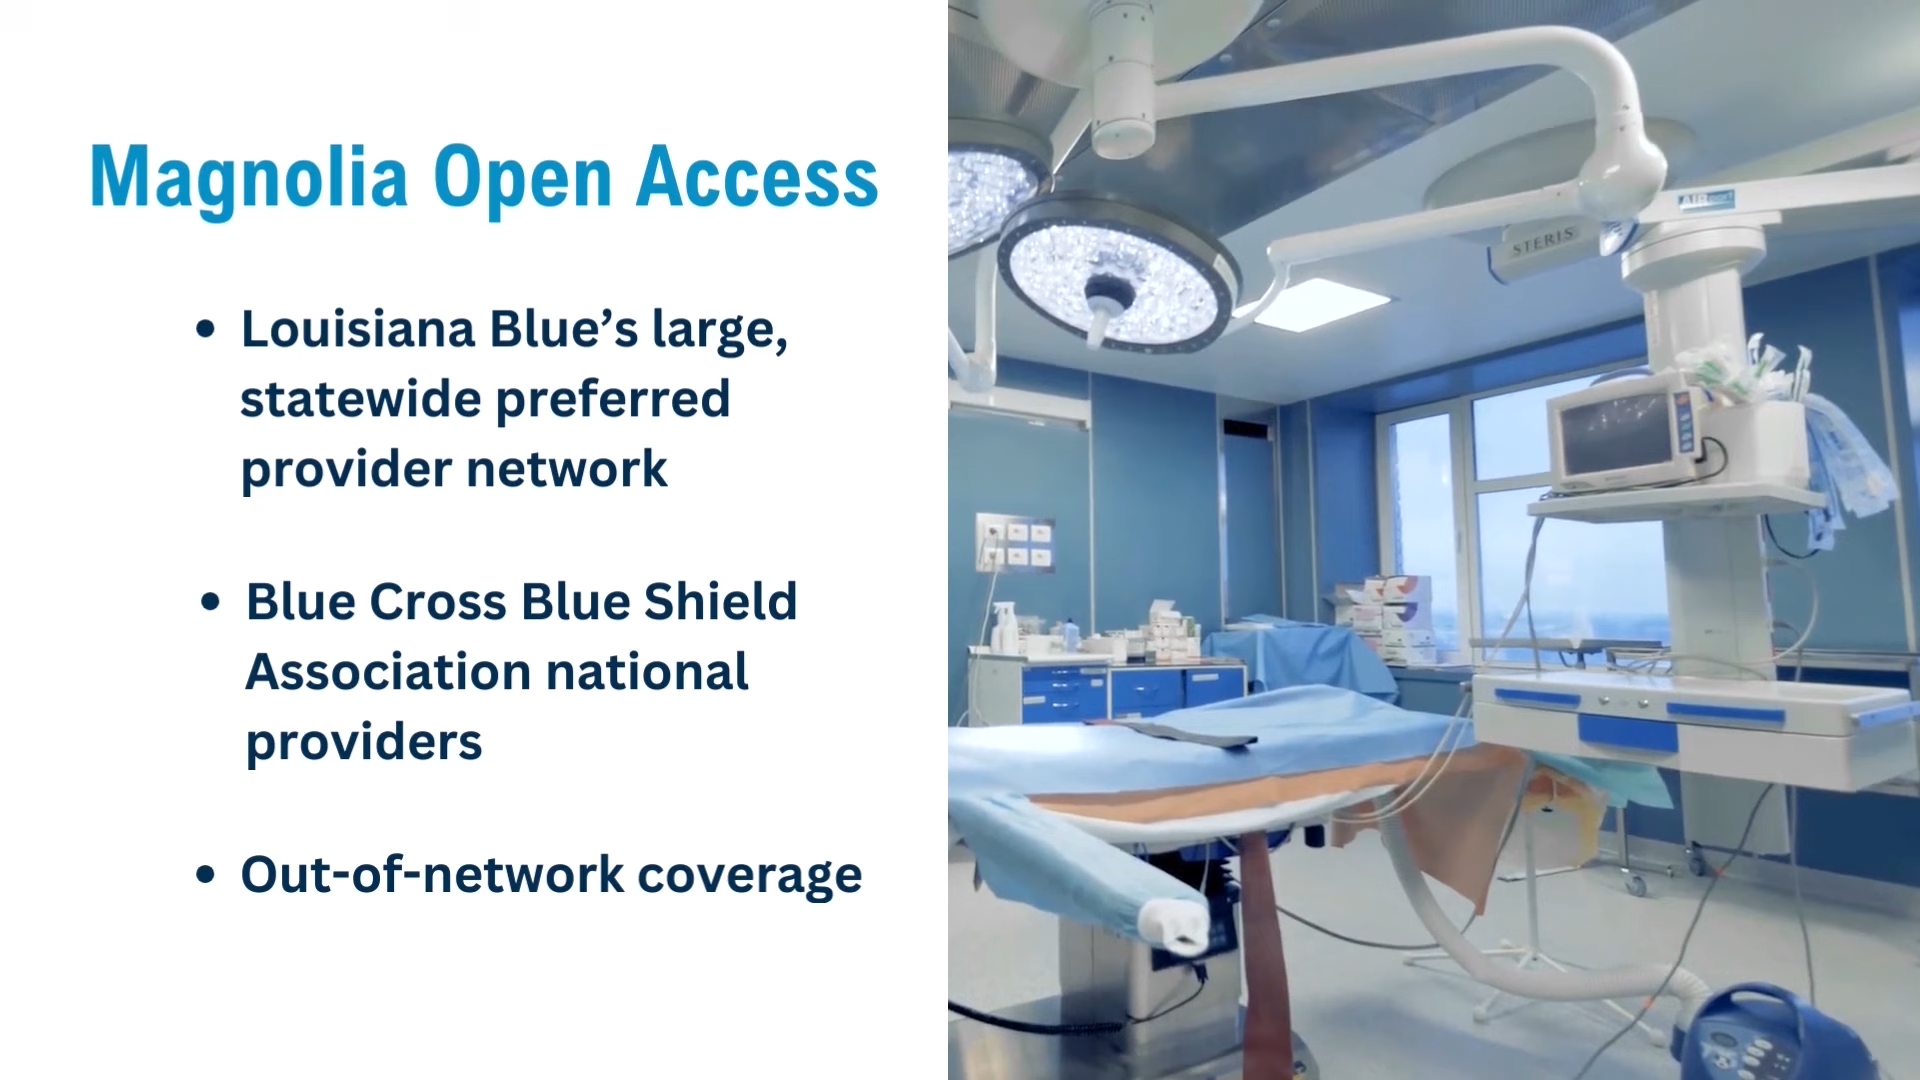 Magnolia Open Access
• Louisiana Blue’s large,
statewide preferred
provider network
• Blue Cross Blue Shield
Association national
providers
• Out-of-network coverage
STERIS